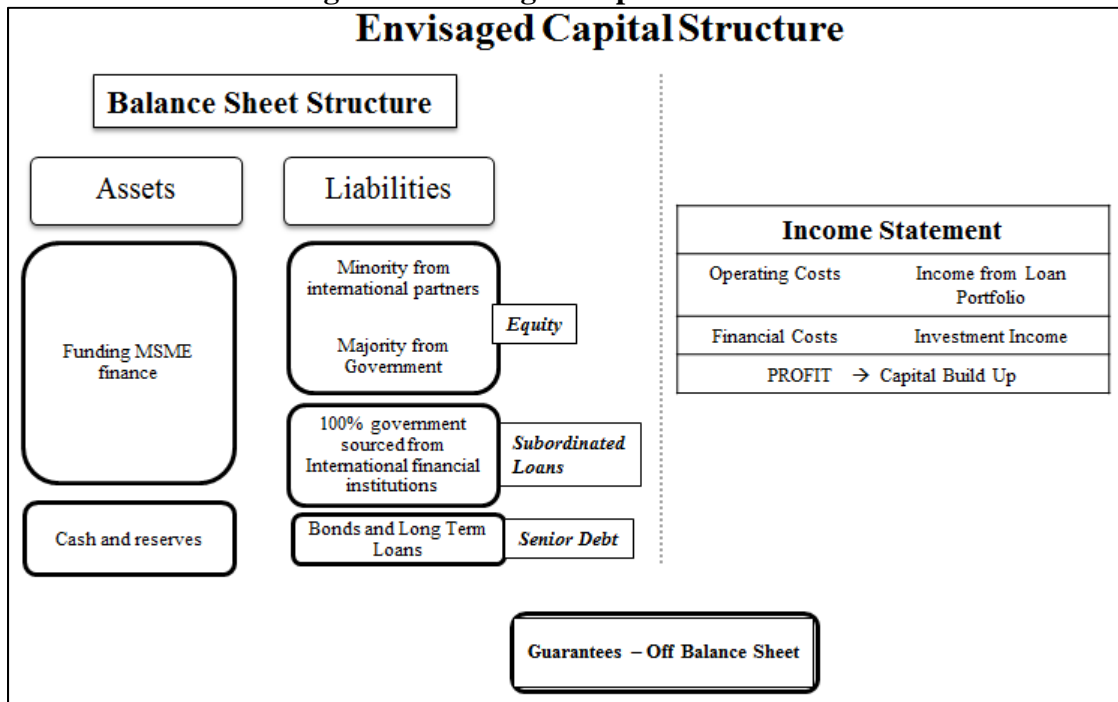 Envisaged Capital Structure
Balance Sheet Structure
Assets
Liabilities
Funding MSME
finance
Cash and reserves
Minority from
international partners
Majority from
Government
Equity
100% government
sourced from
International financial
institutions
Subordinated
Loans
Bonds and Long Term
Loans
Senior Debt
Income Statement
Operating Costs
Income from Loan
Portfolio
Financial Costs
Investment Income
PROFIT → Capital Build Up
Guarantees – Off Balance Sheet